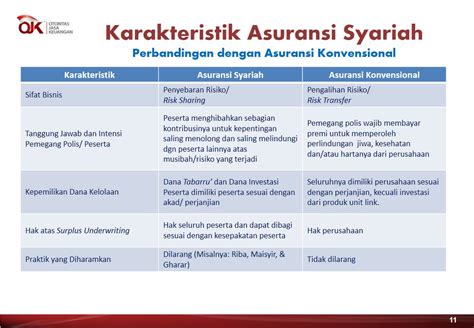 OJK
OTORITAS
JASA
KEUANGAN
Karakteristik Asuransi Syariah
Perbandingan dengan Asuransi Konvensional
Karakteristik Asuransi Syariah Asuransi Konvensional
Sifat Bisnis
Penyebaran Risiko/
Risk Sharing
Pengalihan Risiko/
Risk Transfer
Tanggung Jawab dan Intensi
Pemegang Polis/ Peserta
Peserta menghibahkan sebagian
kontribusinya untuk kepentingan
saling menolong dan saling melindungi
dgn peserta lainnya atas
musibah/risiko yang terjadi
Pemegang polis wajib membayar
premi untuk memperoleh
perlindungan jiwa, kesehatan
dan/atau hartanya dari perusahaan
Kepemilikan Dana Kelolaan
Dana Tabarru' dan Dana Investasi
Peserta dimiliki peserta sesuai dengan
akad/ perjanjian
Seluruhnya dimiliki perusahaan sesuai
dengan perjanjian, kecuali investasi
dari produk unit link.
Hak atas Surplus Underwriting
Hak seluruh peserta dan dapat dibagi
sesuai dengan kesepakatan peserta
Hak perusahaan
Praktik yang Diharamkan
Dilarang (Misalnya: Riba, Maisyir, &
Gharar)
Tidak dilarang
11